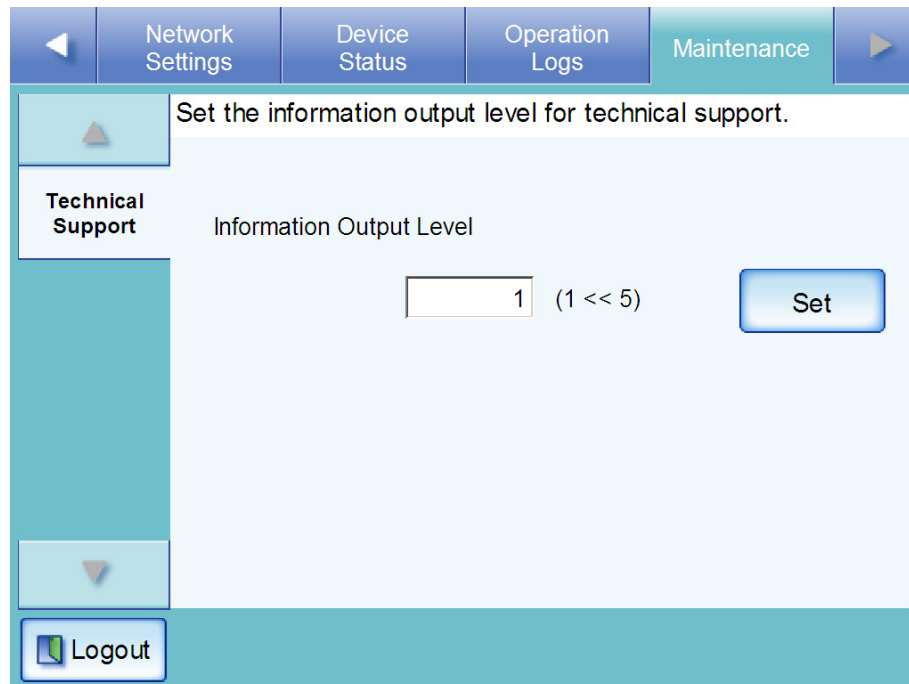 Network
Settings
Device
Status
Operation
Logs
Maintenance
Set the information output level for technical support.
Technical
Support
Information Output Level
1 (1 << 5)
Set
Logout